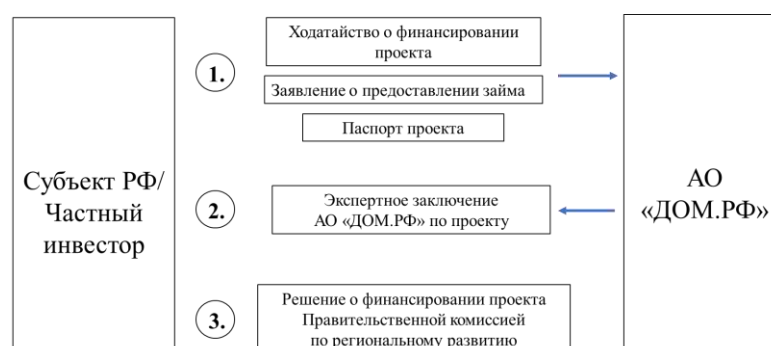 Субъект РФ/
Частный
инвестор
1.
Ходатайство о финансировании
проекта
Заявление о предоставлении займа
Паспорт проекта
2.
Экспертное заключение
АО «ДОМ.РФ» по проекту
3.
Решение о финансировании проекта
Правительственной комиссией
по региональному развитию
АО
«ДОМ.РФ»